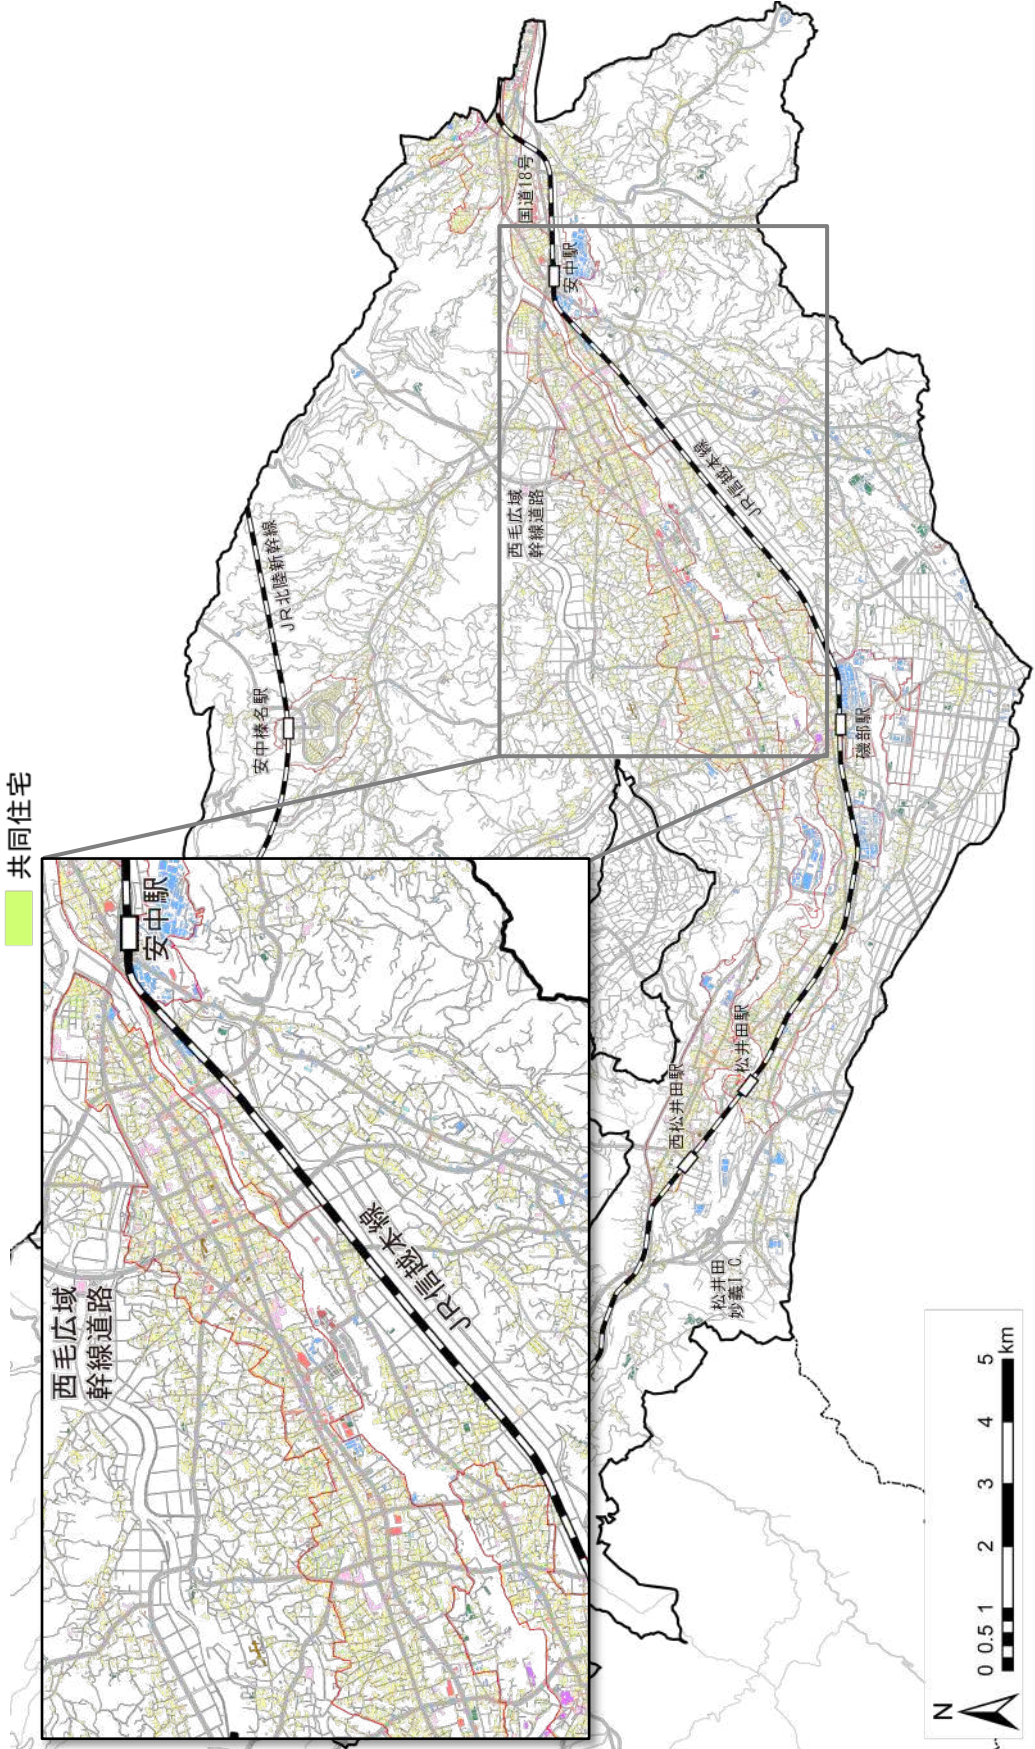 共同住宅
国道18号
安中駅
西毛広域
幹線道路
JR信越本線
JR北陸新幹線
安中榛名駅
磯部駅
松井田駅
西松井田駅
松井田
妙義I.C.
安中駅
西毛広域
幹線道路
JR信越本線
N
0 0.5 1 2 3 4 5
km